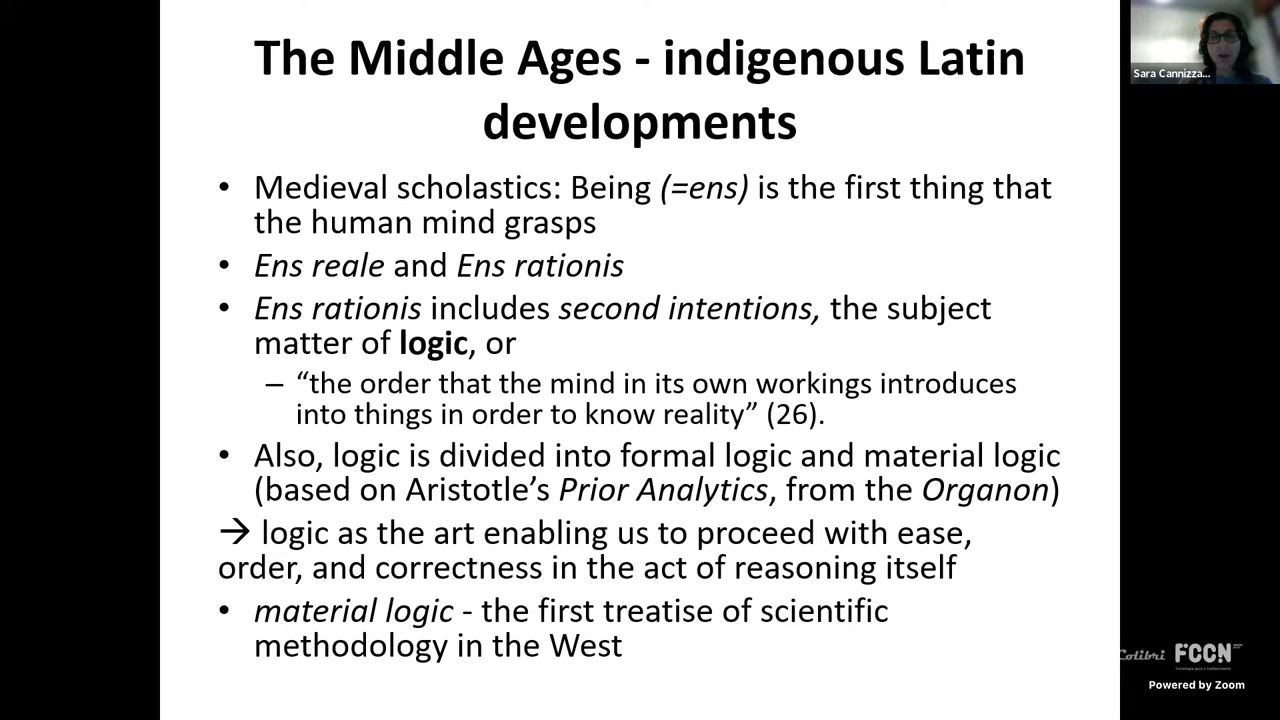 The Middle Ages - indigenous Latin
developments
• Medieval scholastics: Being (=ens) is the first thing that
the human mind grasps
• Ens reale and Ens rationis
• Ens rationis includes second intentions, the subject
matter of logic, or
– “the order that the mind in its own workings introduces
into things in order to know reality” (26).
• Also, logic is divided into formal logic and material logic
(based on Aristotle’s Prior Analytics, from the Organon)
→ logic as the art enabling us to proceed with ease,
order, and correctness in the act of reasoning itself
• material logic - the first treatise of scientific
methodology in the West
Sara Cannizza...
Colibri FCCN
Powered by Zoom